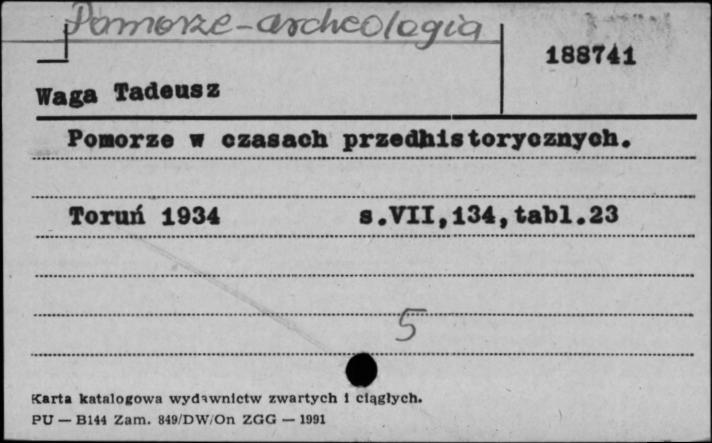 Pomorze - archeologia
188741
Waga Tadeusz
Pomorze w czasach przedhistorycznych.
Toruń 1934 s.VII,134,tabl.23
5
Karta katalogowa wydawnictw zwartych i ciągłych.
PU — B144 Zam. 849/DW/On ZGG — 1991